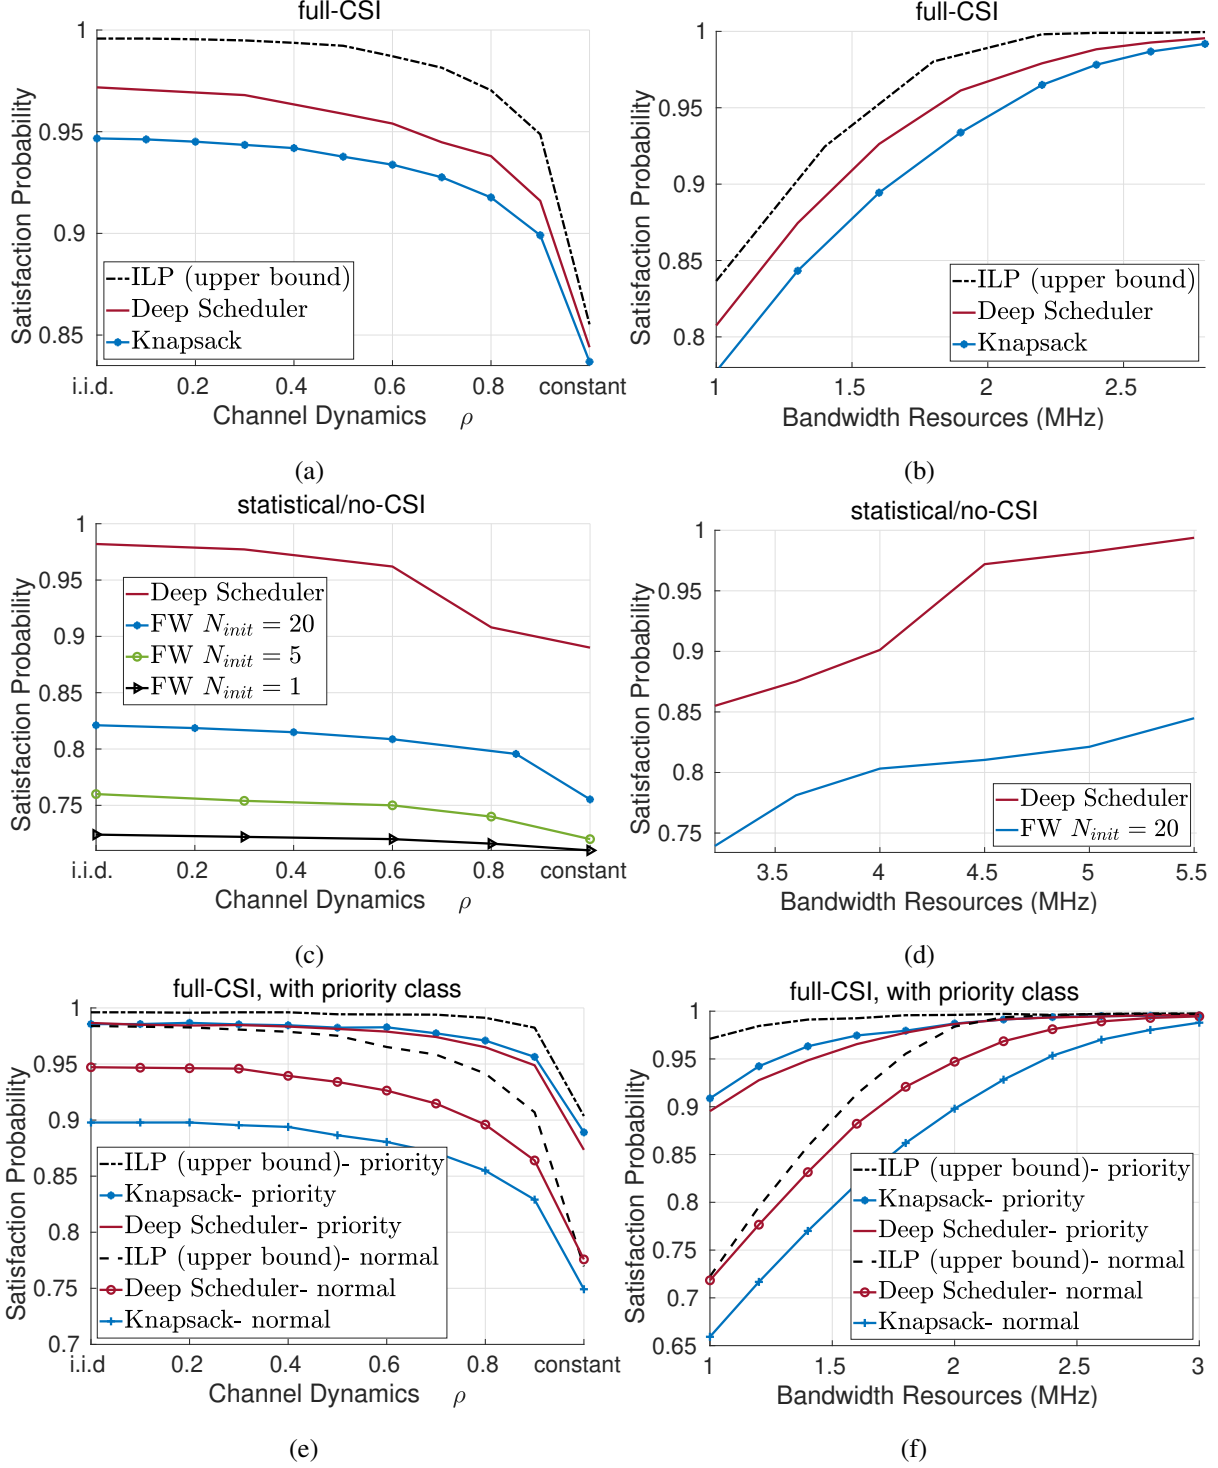 full-CSI
1
0.95
0.9
0.85
Satisfaction Probability
ILP (upper bound)
Deep Scheduler
Knapsack
i.i.d. 0.2 0.4 0.6 0.8 constant
Channel Dynamics ρ
(a)
full-CSI
1
0.95
0.9
0.85
0.8
Satisfaction Probability
ILP (upper bound)
Deep Scheduler
Knapsack
1 1.5 2 2.5
Bandwidth Resources (MHz)
(b)
statistical/no-CSI
1
0.95
0.9
0.85
0.8
0.75
Satisfaction Probability
Deep Scheduler
FW N_init = 20
FW N_init = 5
FW N_init = 1
i.i.d. 0.2 0.4 0.6 0.8 constant
Channel Dynamics ρ
(c)
statistical/no-CSI
1
0.95
0.9
0.85
0.8
0.75
Satisfaction Probability
Deep Scheduler
FW N_init = 20
3.5 4 4.5 5 5.5
Bandwidth Resources (MHz)
(d)
full-CSI, with priority class
1
0.95
0.9
0.85
0.8
0.75
0.7
Satisfaction Probability
ILP (upper bound)- priority
Knapsack- priority
Deep Scheduler- priority
ILP (upper bound)- normal
Deep Scheduler- normal
Knapsack- normal
i.i.d 0.2 0.4 0.6 0.8 constant
Channel Dynamics ρ
(e)
full-CSI, with priority class
1
0.95
0.9
0.85
0.8
0.75
0.7
0.65
Satisfaction Probability
ILP (upper bound)- priority
Knapsack- priority
Deep Scheduler- priority
ILP (upper bound)- normal
Deep Scheduler- normal
Knapsack- normal
1 1.5 2 2.5 3
Bandwidth Resources (MHz)
(f)